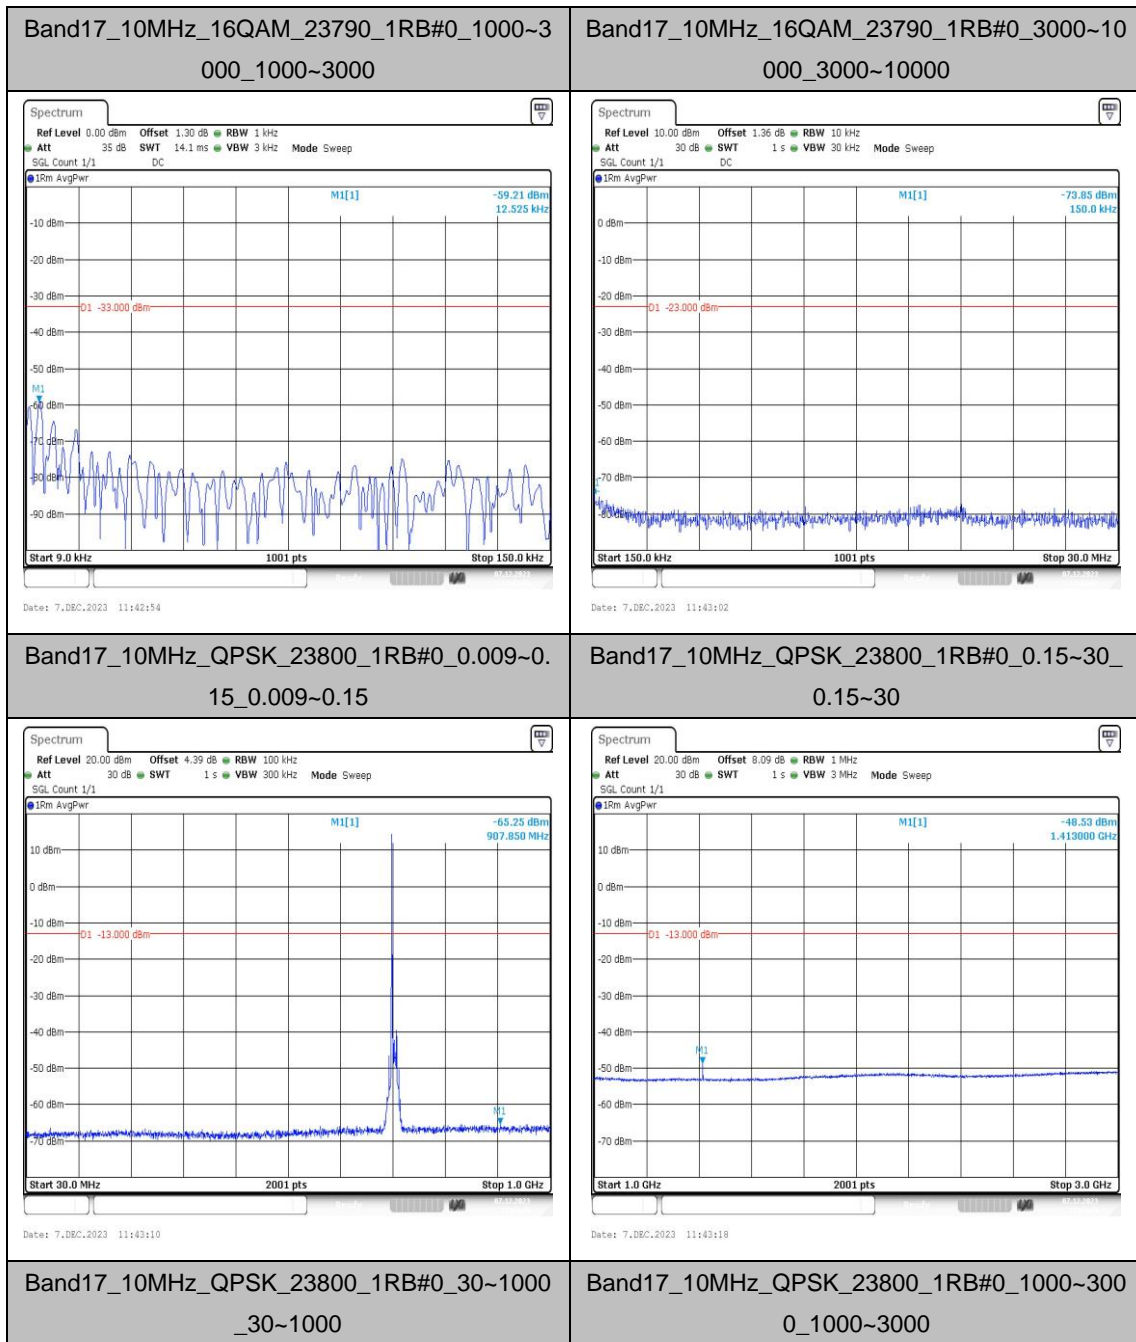 Band17_10MHz_16QAM_23790_1RB#0_1000~3
000_1000~3000
Band17_10MHz_16QAM_23790_1RB#0_3000~10
000_3000~10000
Spectrum
Ref Level 0.00 dBm Offset 1.30 dB RBW 1 kHz
Att 35 dB SWT 14.1 ms VBW 3 kHz Mode Sweep
SGL Count 1/1 DC
1Rm AvgPwr
M1[1] -59.21 dBm
12.525 kHz
-10 dBm
-20 dBm
-30 dBm
D1 -33.000 dBm
-40 dBm
-50 dBm
M1
-60 dBm
-70 dBm
-80 dBm
-90 dBm
Start 9.0 kHz 1001 pts Stop 150.0 kHz
Date: 7.DEC.2023 11:42:54
Spectrum
Ref Level 10.00 dBm Offset 1.36 dB RBW 10 kHz
Att 30 dB SWT 1 s VBW 30 kHz Mode Sweep
SGL Count 1/1 DC
1Rm AvgPwr
M1[1] -73.85 dBm
150.0 kHz
0 dBm
-10 dBm
-20 dBm
D1 -23.000 dBm
-30 dBm
-40 dBm
-50 dBm
-60 dBm
-70 dBm
-80 dBm
Start 150.0 kHz 1001 pts Stop 30.0 MHz
Date: 7.DEC.2023 11:43:02
Band17_10MHz_QPSK_23800_1RB#0_0.009~0.
15_0.009~0.15
Band17_10MHz_QPSK_23800_1RB#0_0.15~30_
0.15~30
Spectrum
Ref Level 20.00 dBm Offset 4.39 dB RBW 100 kHz
Att 30 dB SWT 1 s VBW 300 kHz Mode Sweep
SGL Count 1/1
1Rm AvgPwr
M1[1] -65.25 dBm
907.850 MHz
10 dBm
0 dBm
-10 dBm
D1 -13.000 dBm
-20 dBm
-30 dBm
-40 dBm
-50 dBm
-60 dBm
M1
-70 dBm
Start 30.0 MHz 2001 pts Stop 1.0 GHz
Date: 7.DEC.2023 11:43:10
Spectrum
Ref Level 20.00 dBm Offset 8.09 dB RBW 1 MHz
Att 30 dB SWT 1 s VBW 3 MHz Mode Sweep
SGL Count 1/1
1Rm AvgPwr
M1[1] -48.53 dBm
1.413000 GHz
10 dBm
0 dBm
-10 dBm
D1 -13.000 dBm
-20 dBm
-30 dBm
-40 dBm
M1
-50 dBm
-60 dBm
-70 dBm
Start 1.0 GHz 2001 pts Stop 3.0 GHz
Date: 7.DEC.2023 11:43:18
Band17_10MHz_QPSK_23800_1RB#0_30~1000
_30~1000
Band17_10MHz_QPSK_23800_1RB#0_1000~300
0_1000~3000